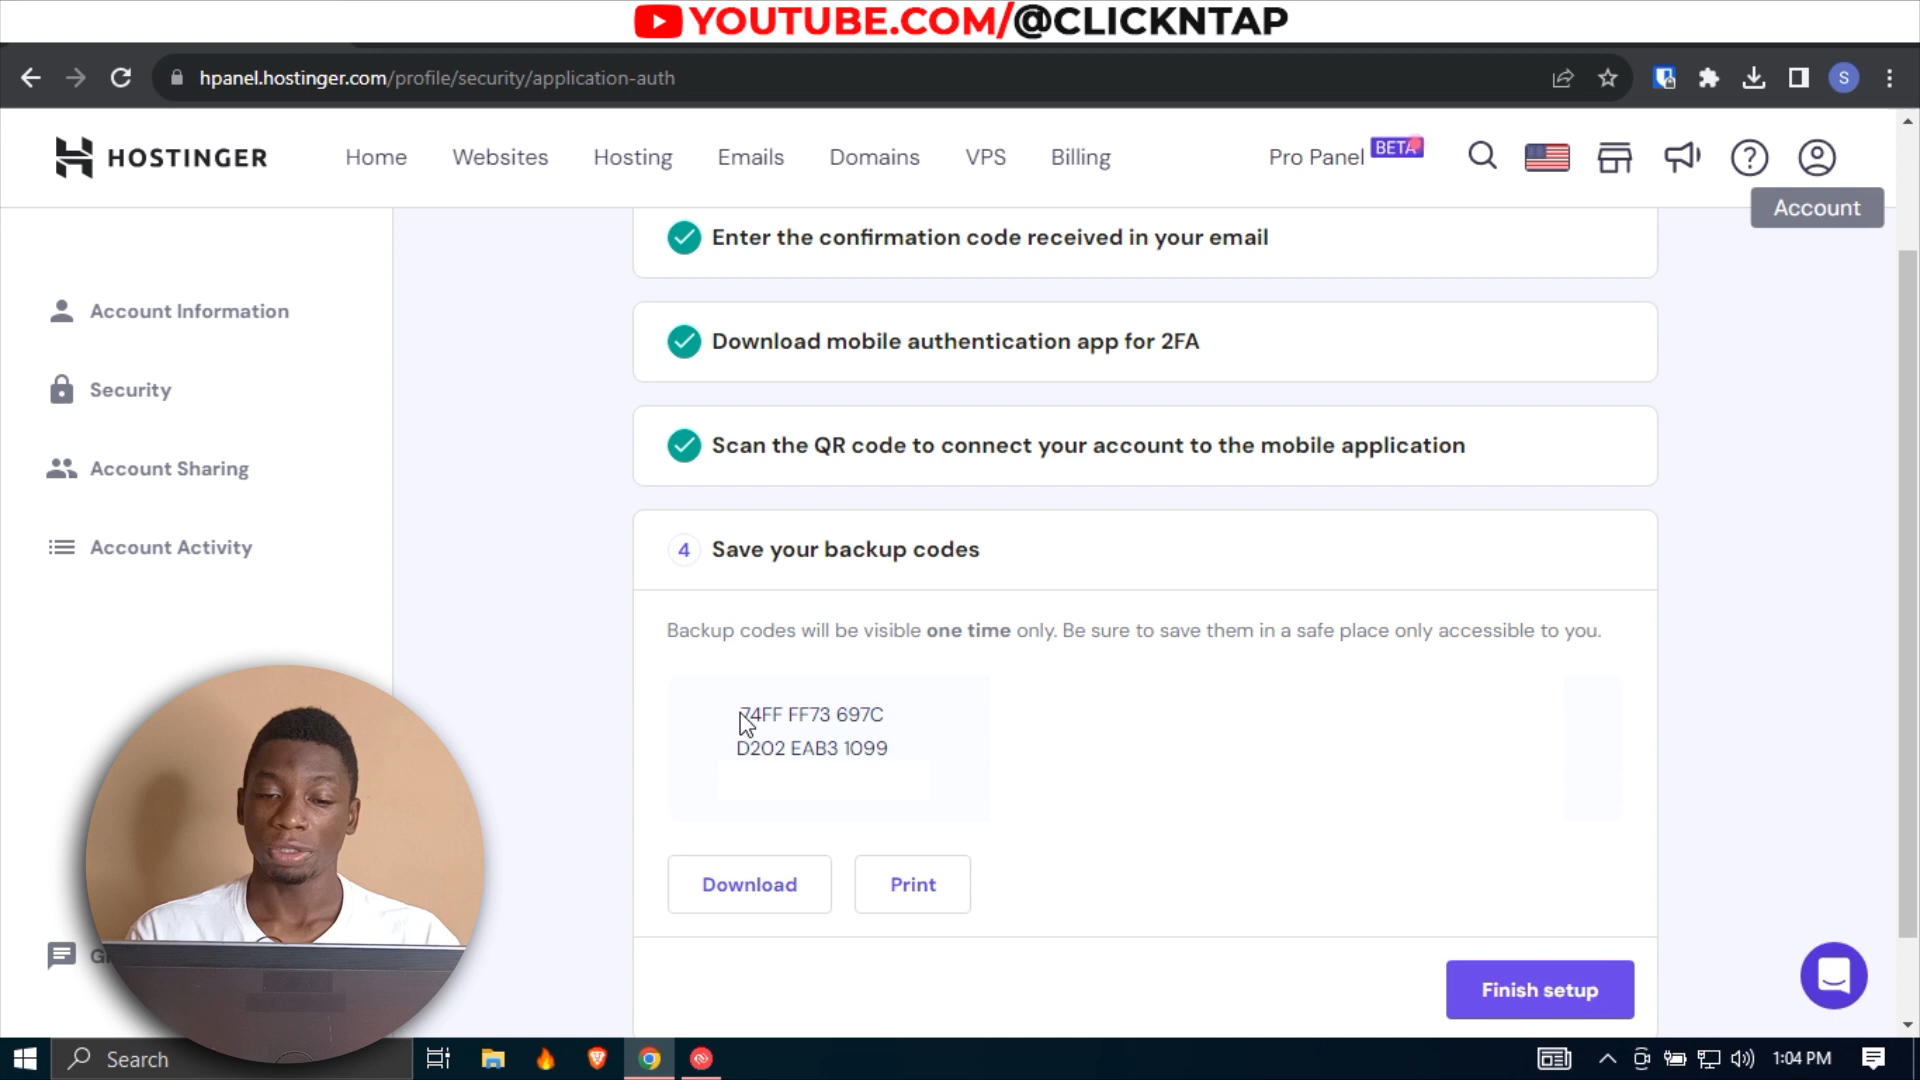 YOUTUBE.COM/@CLICKNTAP
hpanel.hostinger.com/profile/security/application-auth
S
HOSTINGER
Home
Websites
Hosting
Emails
Domains
VPS
Billing
Pro Panel
BETA
Account
Enter the confirmation code received in your email
Account Information
Download mobile authentication app for 2FA
Security
Scan the QR code to connect your account to the mobile application
Account Sharing
Account Activity
4 Save your backup codes
Backup codes will be visible one time only. Be sure to save them in a safe place only accessible to you.
74FF FF73 697C
D202 EAB3 1099
Download
Print
Finish setup
Search
1:04 PM